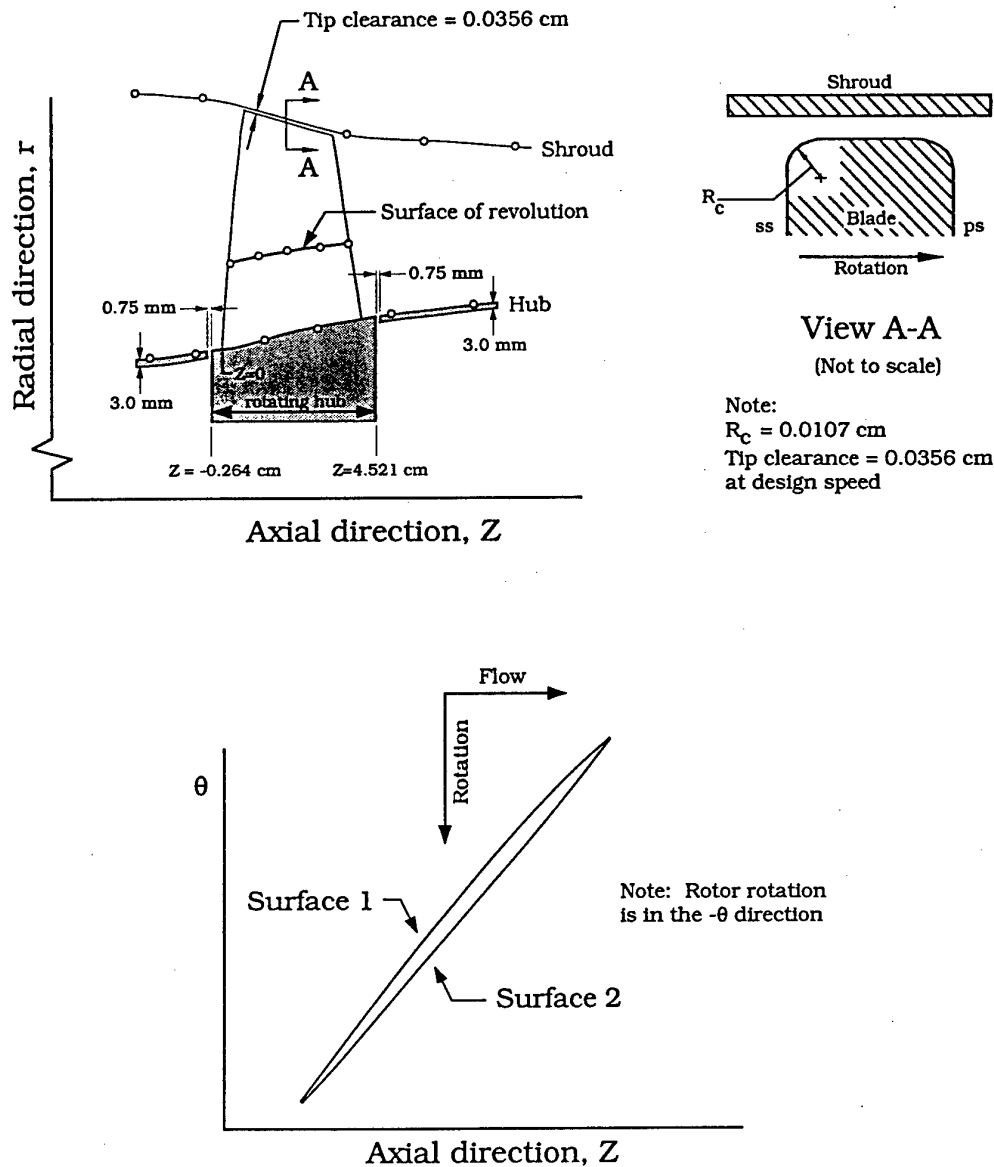 Tip clearance = 0.0356 cm
A
A
Shroud
Surface of revolution
0.75 mm
0.75 mm
Hub
3.0 mm
3.0 mm
Z=0
rotating hub
Z = -0.264 cm
Z=4.521 cm
Radial direction, r
Axial direction, Z
Shroud
Rc
Blade
ss
ps
Rotation
View A-A
(Not to scale)
Note:
Rc = 0.0107 cm
Tip clearance = 0.0356 cm
at design speed
Flow
Rotation
θ
Surface 1
Surface 2
Note: Rotor rotation
is in the -θ direction
Axial direction, Z